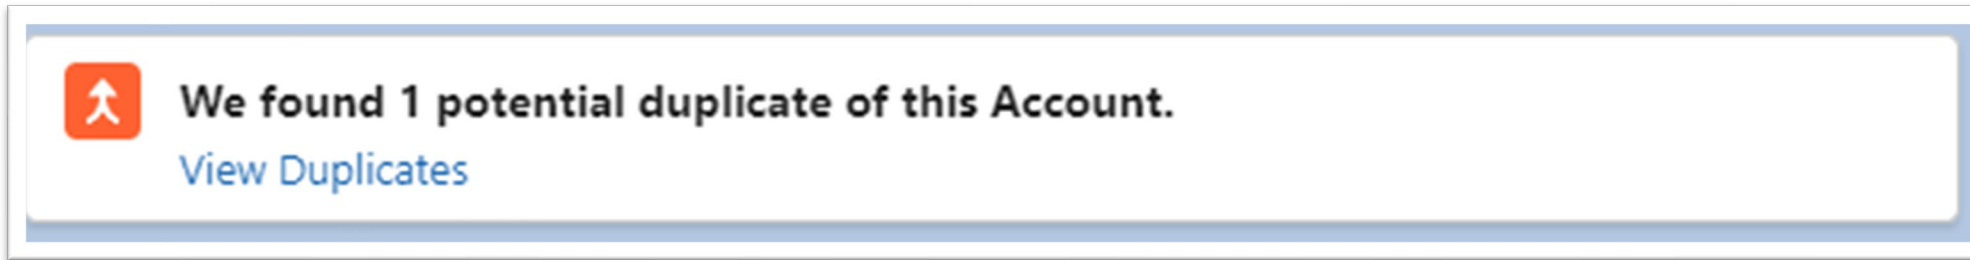 We found 1 potential duplicate of this Account.
View Duplicates